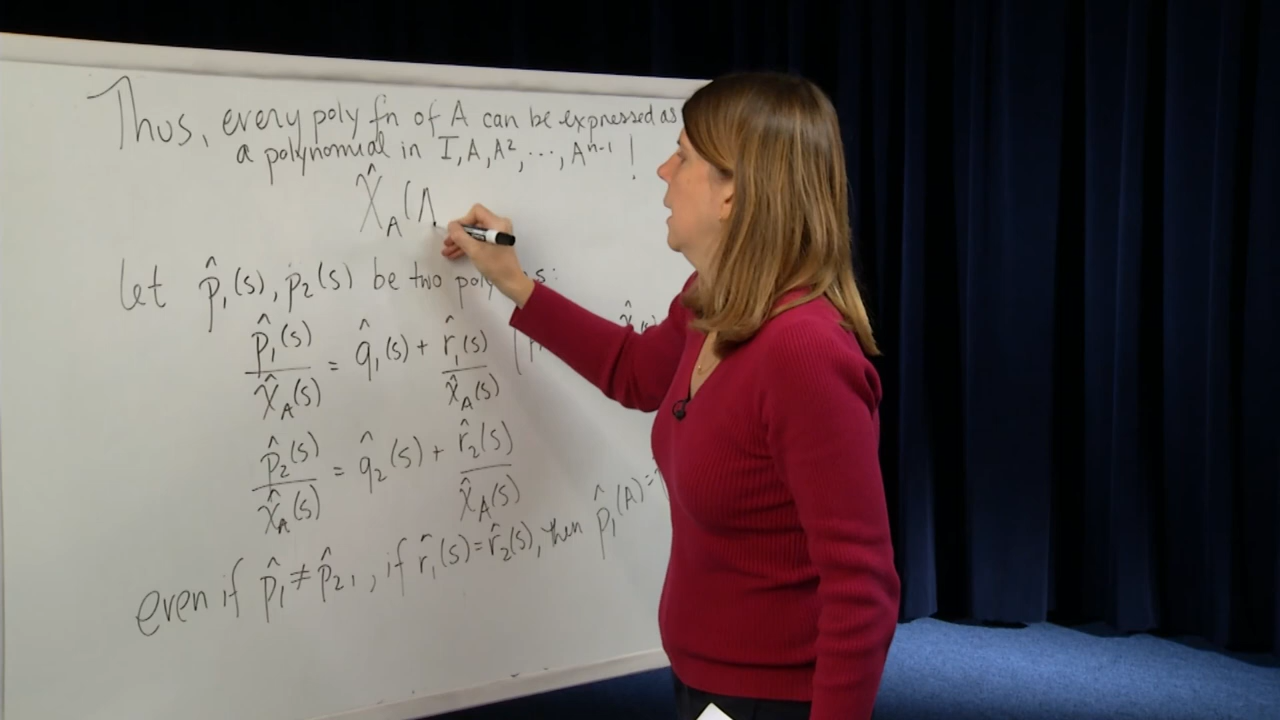 Thus, every poly fn of A can be expressed as
a polynomial in I, A, A², ⋯, Aⁿ⁻¹ !
χ̂_A(
let p̂₁(s), p̂₂(s) be two
p̂₁(s)/χ̂_A(s) = q̂₁(s) + r̂₁(s)/χ̂_A(s)
p̂₂(s)/χ̂_A(s) = q̂₂(s) + r̂₂(s)/χ̂_A(s)
even if p̂₁ ≠ p̂₂, , if r̂₁(s) = r̂₂(s), then p̂₁(A) =